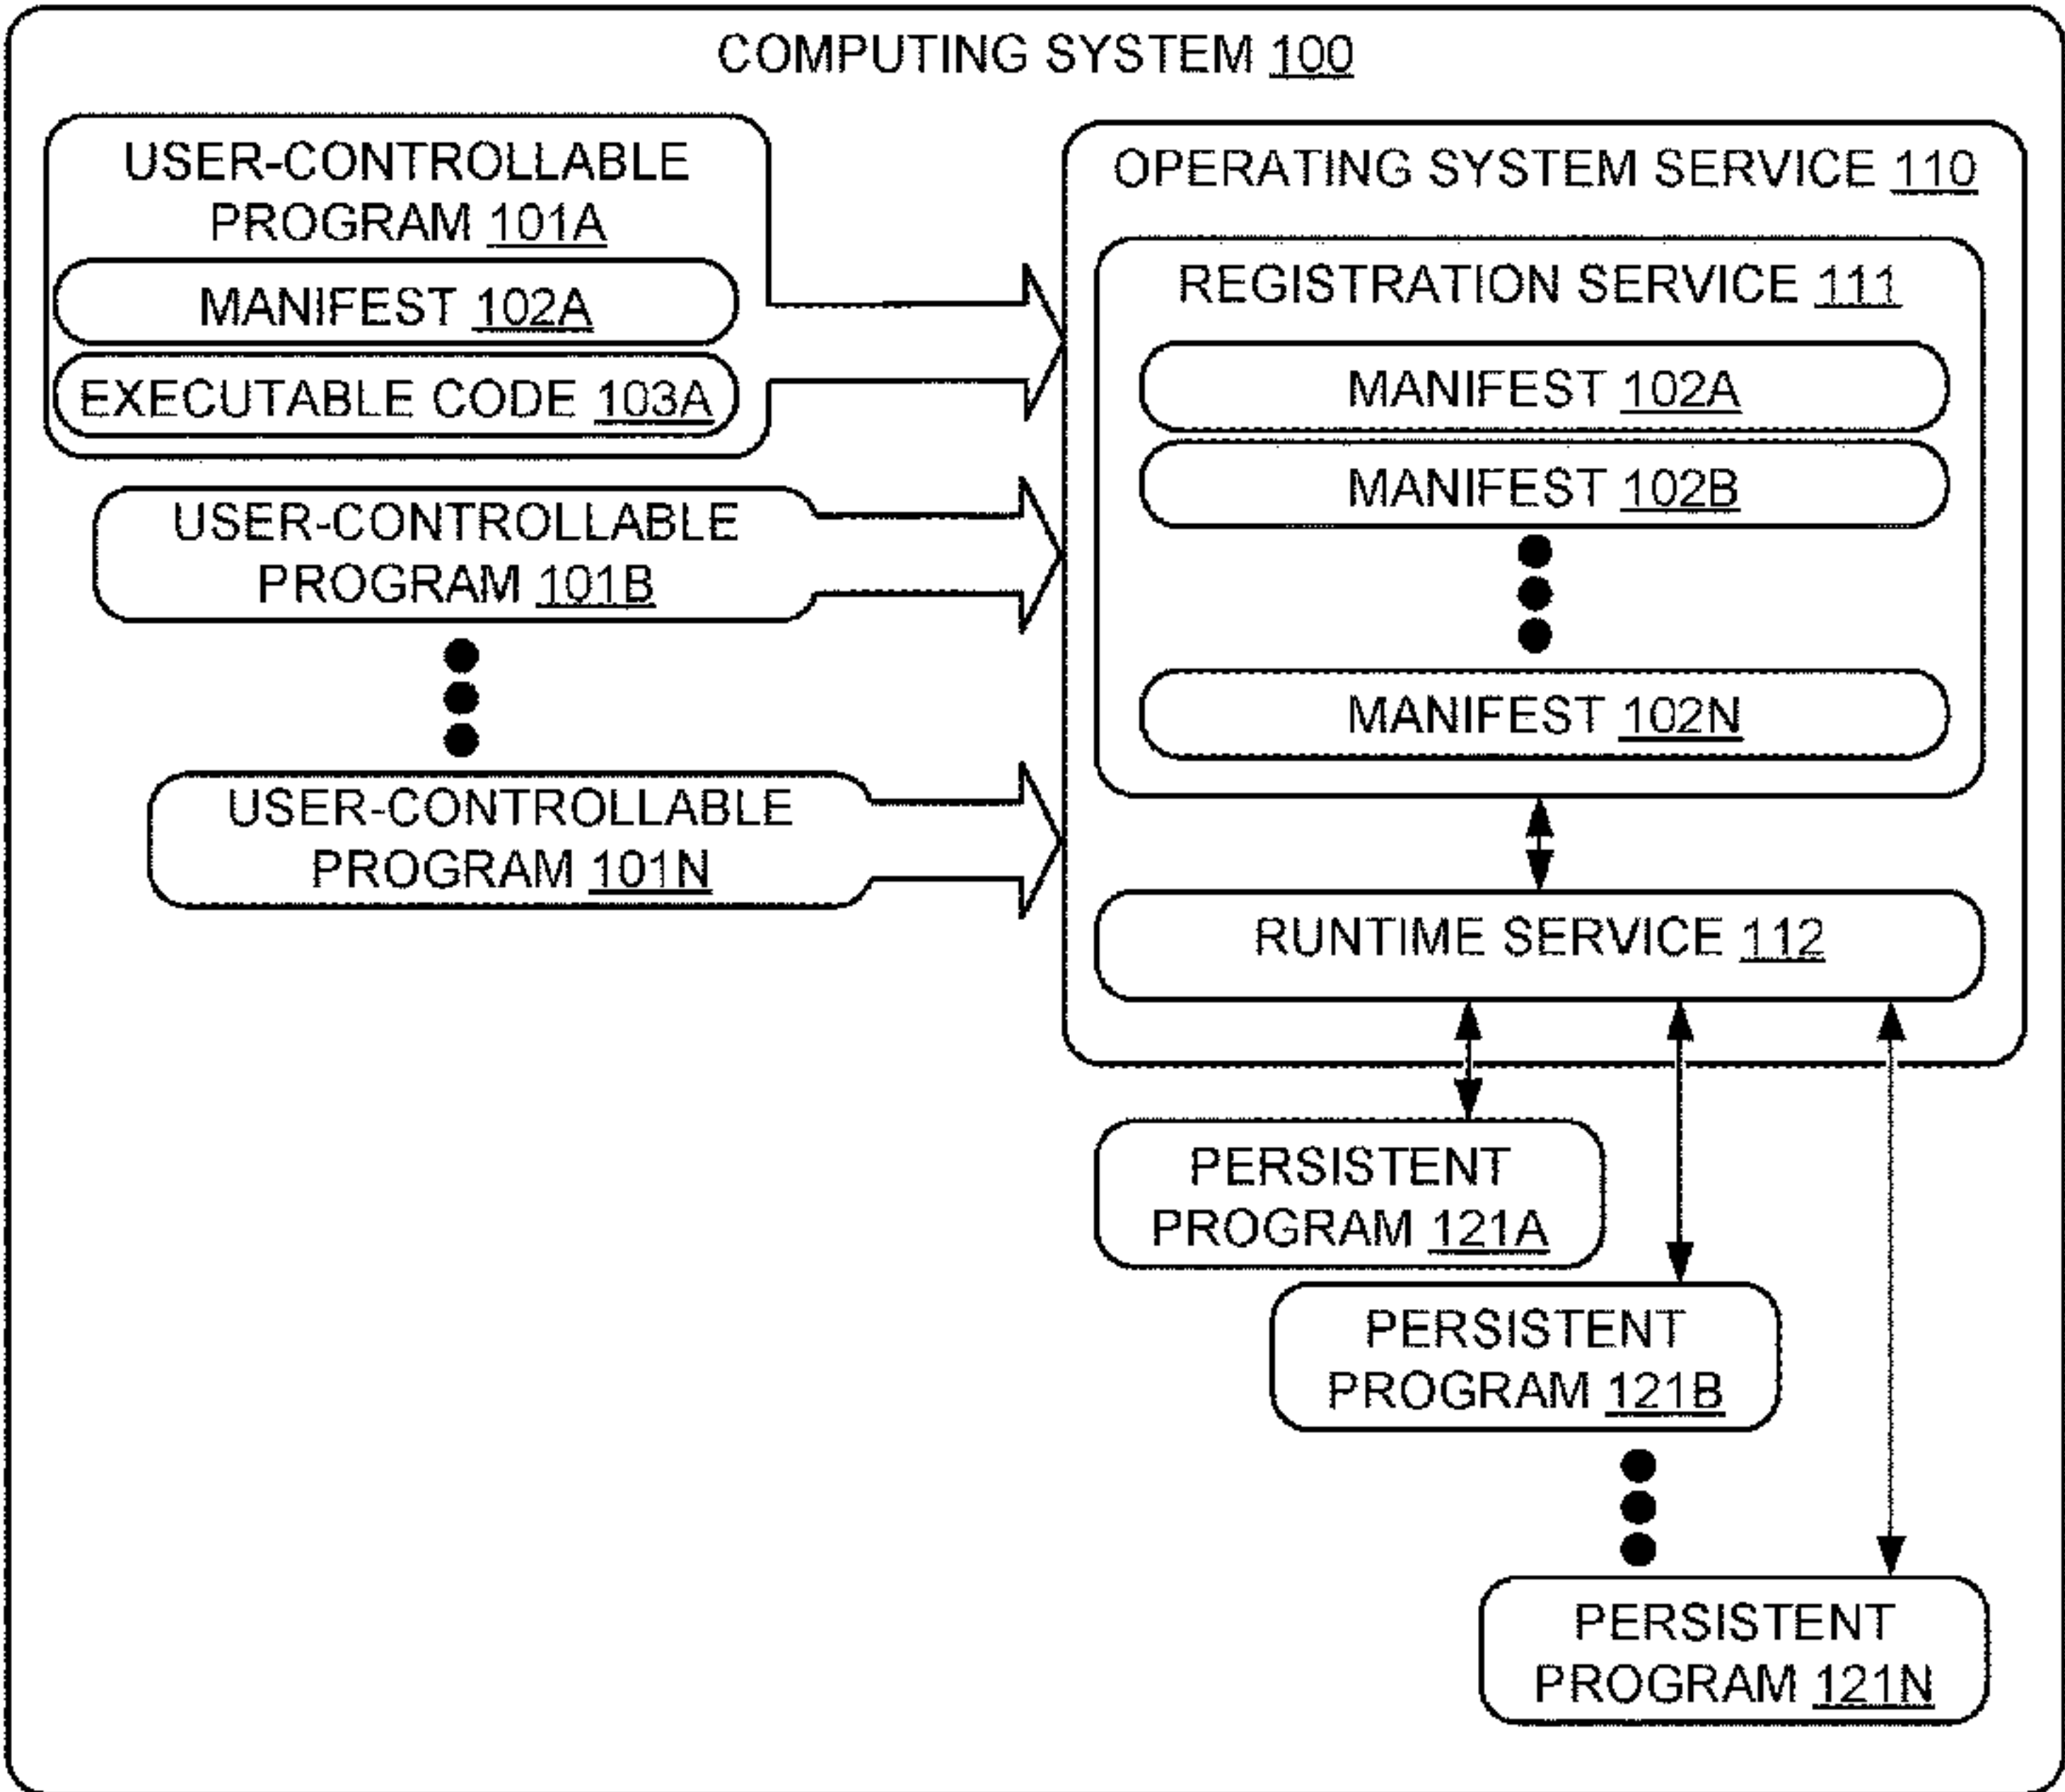 COMPUTING SYSTEM 100
USER-CONTROLLABLE
PROGRAM 101A
MANIFEST 102A
EXECUTABLE CODE 103A
USER-CONTROLLABLE
PROGRAM 101B
USER-CONTROLLABLE
PROGRAM 101N
OPERATING SYSTEM SERVICE 110
REGISTRATION SERVICE 111
MANIFEST 102A
MANIFEST 102B
MANIFEST 102N
RUNTIME SERVICE 112
PERSISTENT
PROGRAM 121A
PERSISTENT
PROGRAM 121B
PERSISTENT
PROGRAM 121N